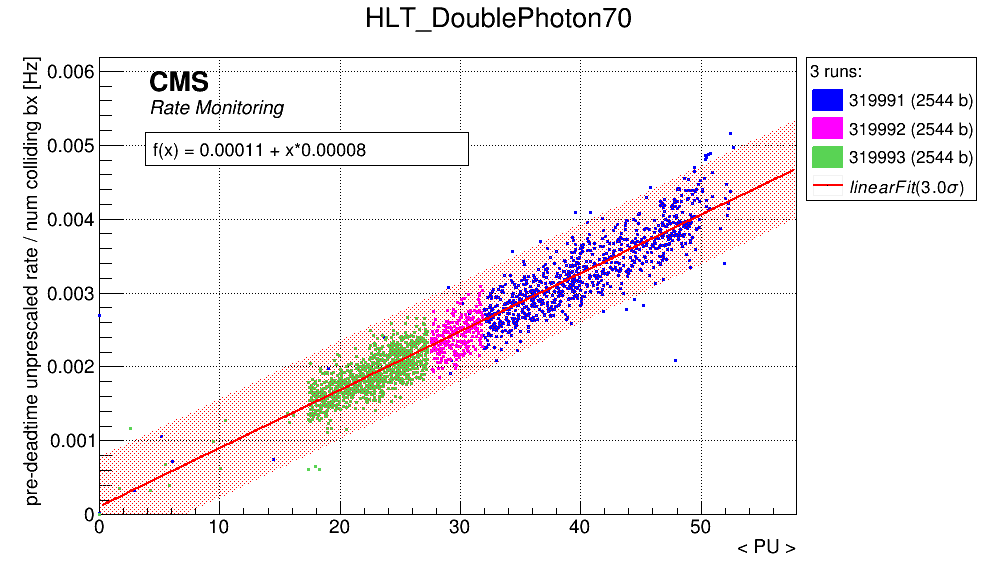 HLT_DoublePhoton70
pre-deadtime unprescaled rate / num colliding bx [Hz]
0.006
0.005
0.004
0.003
0.002
0.001
0
CMS
Rate Monitoring
f(x) = 0.00011 + x*0.00008
0 10 20 30 40 50
< PU >
3 runs:
319991 (2544 b)
319992 (2544 b)
319993 (2544 b)
linearFit(3.0σ)